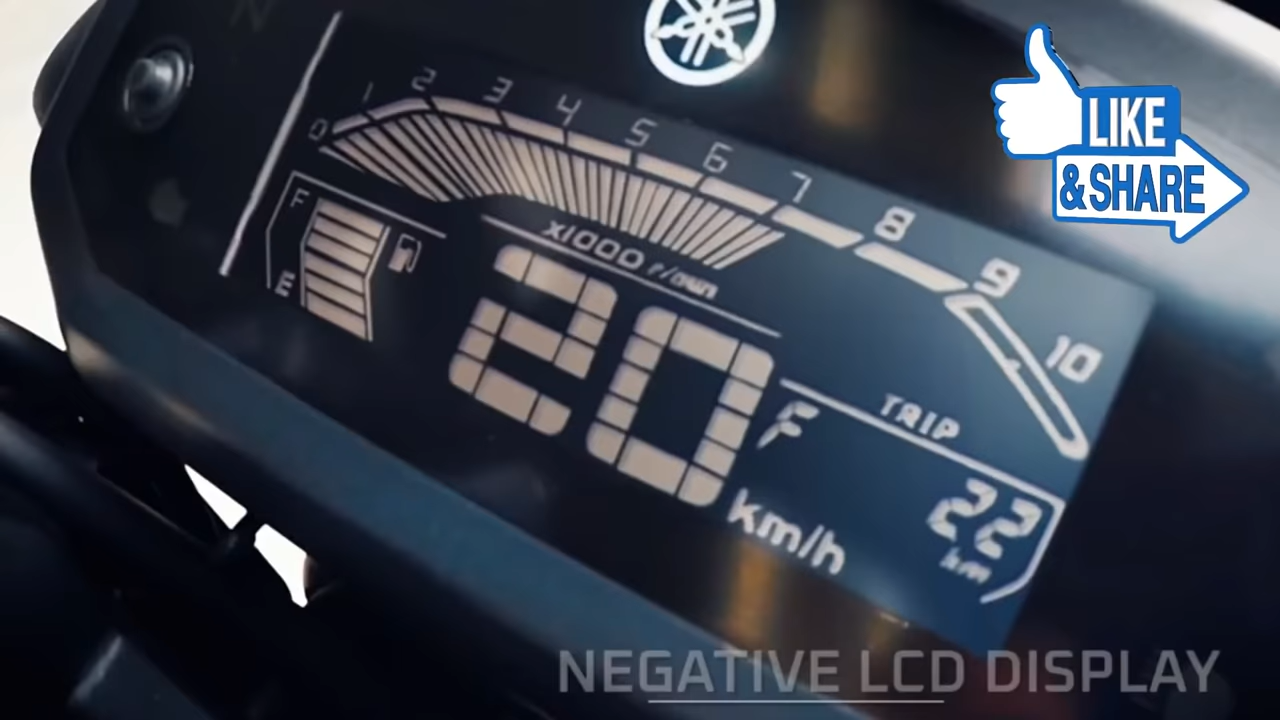 N
0 1 2 3 4 5 6 7 8 9 10
x1000 r/min
F
E
20
km/h
F
TRIP
22
km
LIKE
& SHARE
NEGATIVE LCD DISPLAY